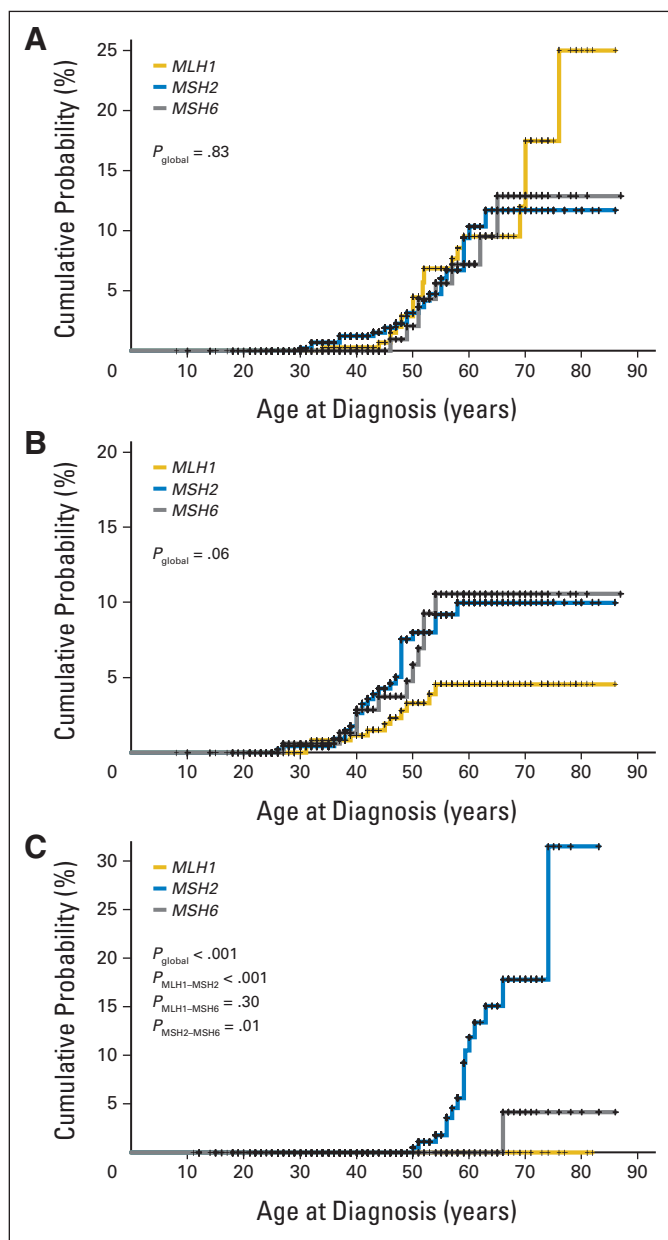 A
Cumulative Probability (%)
25
20
15
10
5
MLH1
MSH2
MSH6
Pglobal = .83
0 10 20 30 40 50 60 70 80 90
Age at Diagnosis (years)
B
Cumulative Probability (%)
20
15
10
5
MLH1
MSH2
MSH6
Pglobal = .06
0 10 20 30 40 50 60 70 80 90
Age at Diagnosis (years)
C
Cumulative Probability (%)
30
25
20
15
10
5
MLH1
MSH2
MSH6
Pglobal < .001
PMLH1–MSH2 < .001
PMLH1–MSH6 = .30
PMSH2–MSH6 = .01
0 10 20 30 40 50 60 70 80 90
Age at Diagnosis (years)